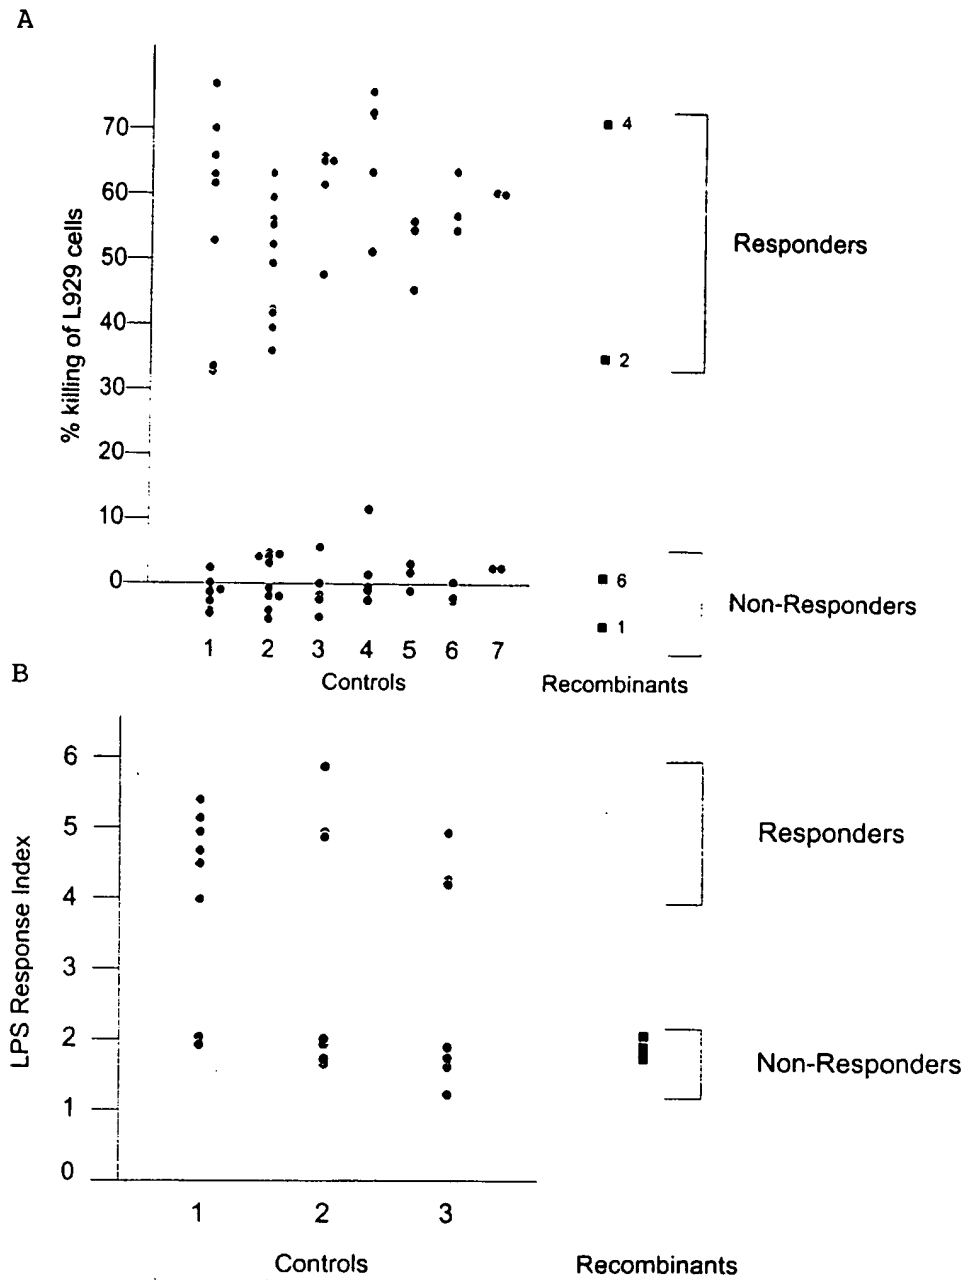 A
% killing of L929 cells
70
60
50
40
30
20
10
0
4
2
6
1
Responders
Non-Responders
1 2 3 4 5 6 7
Controls
Recombinants
B
LPS Response Index
6
5
4
3
2
1
0
Responders
Non-Responders
1 2 3
Controls
Recombinants